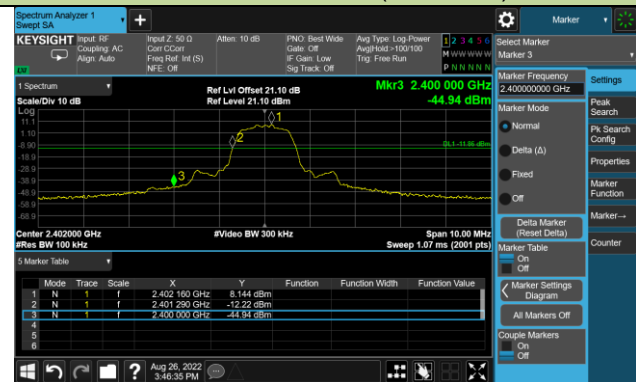 Spectrum Analyzer 1
Swept SA
+
Marker
KEYSIGHT Input: RF Input Z: 50 Ω Atten: 10 dB PNO: Best Wide Avg Type: Log-Power 1 2 3 4 5 6
Coupling: AC Corr CCorr Gate: Off Avg|Hold:>100/100 M W W W W W
Align: Auto Freq Ref: Int (S) IF Gain: Low Trig: Free Run P N N N N N
NFE: Off Sig Track: Off
LM
Select Marker
Marker 3
1 Spectrum
Scale/Div 10 dB
Ref Lvl Offset 21.10 dB
Ref Level 21.10 dBm
Mkr3 2.400 000 GHz
-44.94 dBm
Log
11.1
1.10
-8.90
-18.9
-28.9
-38.9
-48.9
-58.9
-68.9
1
2
3
DL1 -11.86 dBm
Center 2.402000 GHz #Video BW 300 kHz Span 10.00 MHz
#Res BW 100 kHz Sweep 1.07 ms (2001 pts)
5 Marker Table
Mode Trace Scale X Y Function Function Width Function Value
1 N 1 f 2.402 160 GHz 8.144 dBm
2 N 1 f 2.401 290 GHz -12.22 dBm
3 N 1 f 2.400 000 GHz -44.94 dBm
4
5
6
Marker Frequency
2.400000000 GHz
Marker Mode
Normal
Delta (Δ)
Fixed
Off
Delta Marker
(Reset Delta)
Marker Table
On
Off
Marker Settings
Diagram
All Markers Off
Couple Markers
On
Off
Settings
Peak
Search
Pk Search
Config
Properties
Marker
Function
Marker→
Counter
?
Aug 26, 2022
3:46:35 PM